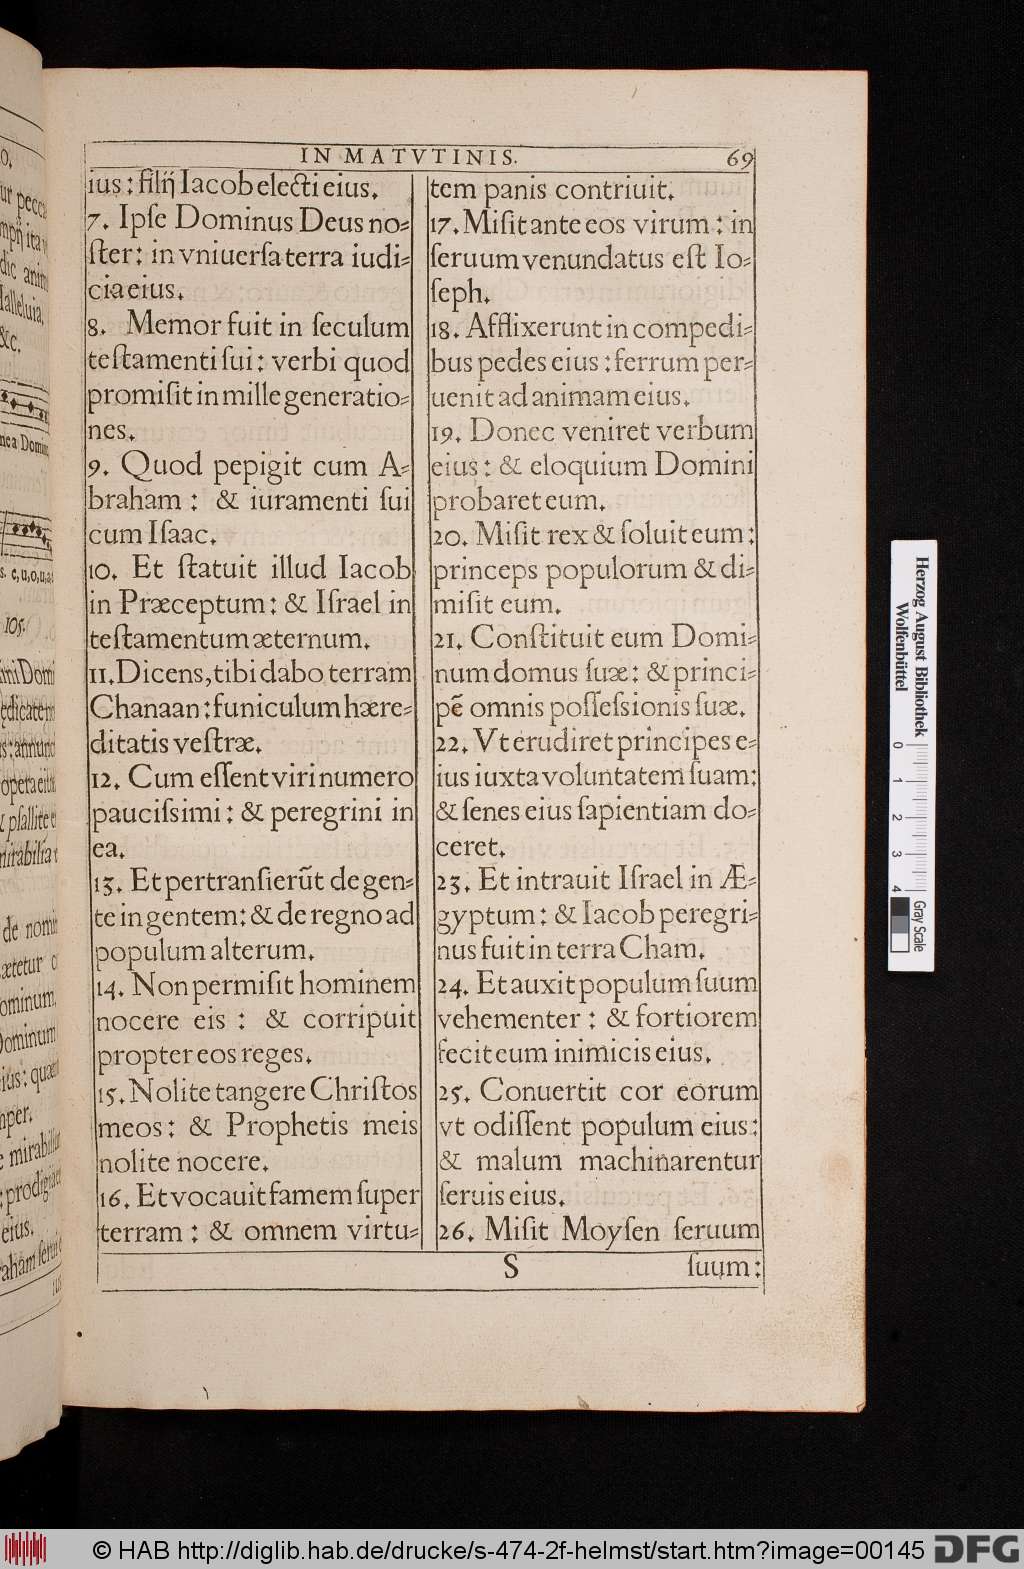 IN MATVTINIS. 69
ius: filij Iacob electi eius.
7. Ipſe Dominus Deus no=
ſter: in vniuerſa terra iudi=
cia eius.
8. Memor fuit in ſeculum
teſtamenti ſui: verbi quod
promiſit in mille generatio=
nes.
9. Quod pepigit cum A=
braham: & iuramenti ſui
cum Iſaac.
10. Et ſtatuit illud Iacob
in Præceptum: & Iſrael in
teſtamentum æternum.
11. Dicens, tibi dabo terram
Chanaan: funiculum hære=
ditatis veſtræ.
12. Cum eſſent viri numero
pauciſsimi: & peregrini in
ea.
13. Et pertranſierūt de gen=
te in gentem: & de regno ad
populum alterum.
14. Non permiſit hominem
nocere eis: & corripuit
propter eos reges.
15. Nolite tangere Chriſtos
meos: & Prophetis meis
nolite nocere.
16. Et vocauit famem ſuper
terram: & omnem virtu=
tem panis contriuit.
17. Miſit ante eos virum: in
ſeruum venundatus eſt Io=
ſeph.
18. Afflixerunt in compedi=
bus pedes eius: ferrum per=
uenit ad animam eius.
19. Donec veniret verbum
eius: & eloquium Domini
probaret eum.
20. Miſit rex & ſoluit eum:
princeps populorum & di=
miſit eum.
21. Conſtituit eum Domi=
num domus ſuæ: & princi=
pē omnis poſſeſsionis ſuæ.
22. Vt erudiret principes e=
ius iuxta voluntatem ſuam:
& ſenes eius ſapientiam do=
ceret.
23. Et intrauit Iſrael in Æ=
gyptum: & Iacob peregri=
nus fuit in terra Cham.
24. Et auxit populum ſuum
vehementer: & fortiorem
fecit eum inimicis eius.
25. Conuertit cor eorum
vt odiſſent populum eius:
& malum machinarentur
ſeruis eius.
26. Miſit Moyſen ſeruum
S ſuum:
Herzog August Bibliothek
Wolfenbüttel
0 1 2 3 4
Gray Scale
© HAB http://diglib.hab.de/drucke/s-474-2f-helmst/start.htm?image=00145
DFG